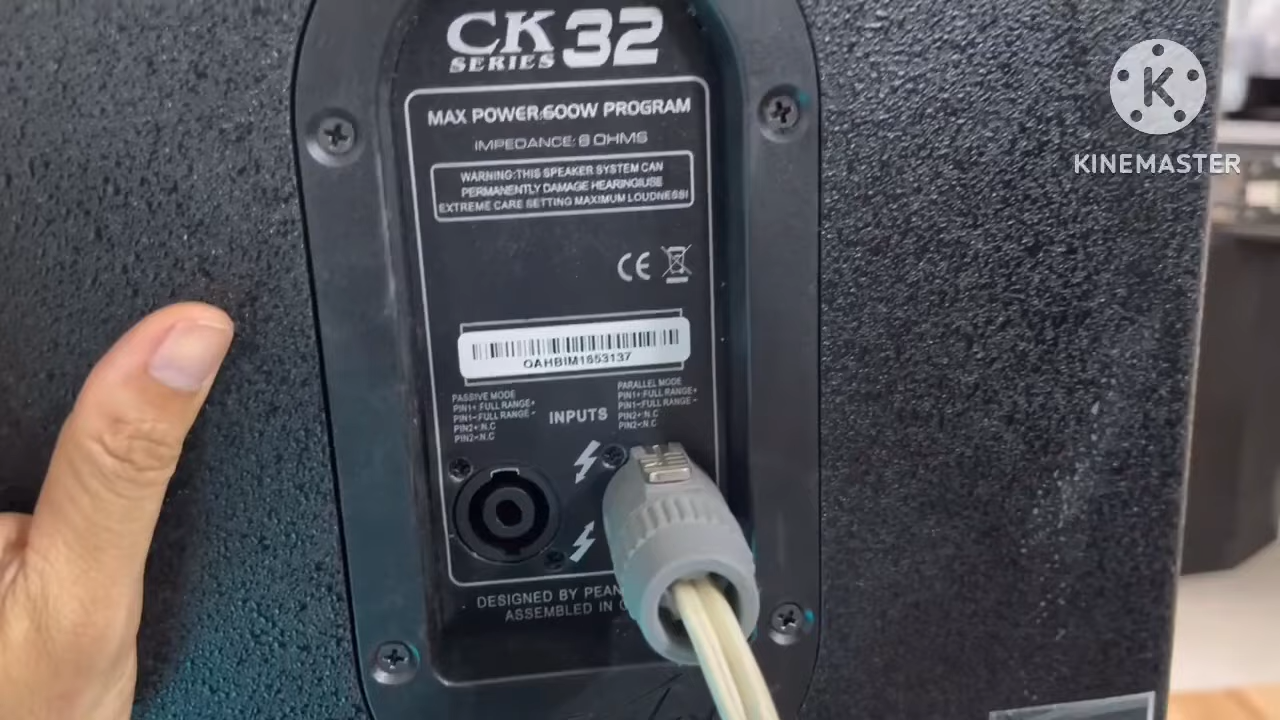 CK SERIES 32
MAX POWER:600W PROGRAM
IMPEDANCE: 8 OHMS
WARNING:THIS SPEAKER SYSTEM CAN
PERMANENTLY DAMAGE HEARING!USE
EXTREME CARE SETTING MAXIMUM LOUDNESS!
CE
OAHBIM1653137
PASSIVE MODE
PIN1+:FULL RANGE+
PIN1-:FULL RANGE-
PIN2+:N.C
PIN2-:N.C
INPUTS
PARALLEL MODE
PIN1+:FULL RANGE+
PIN1-:FULL RANGE-
PIN2+:N.C
PIN2-:N.C
DESIGNED BY PEAN
ASSEMBLED IN
K
KINEMASTER